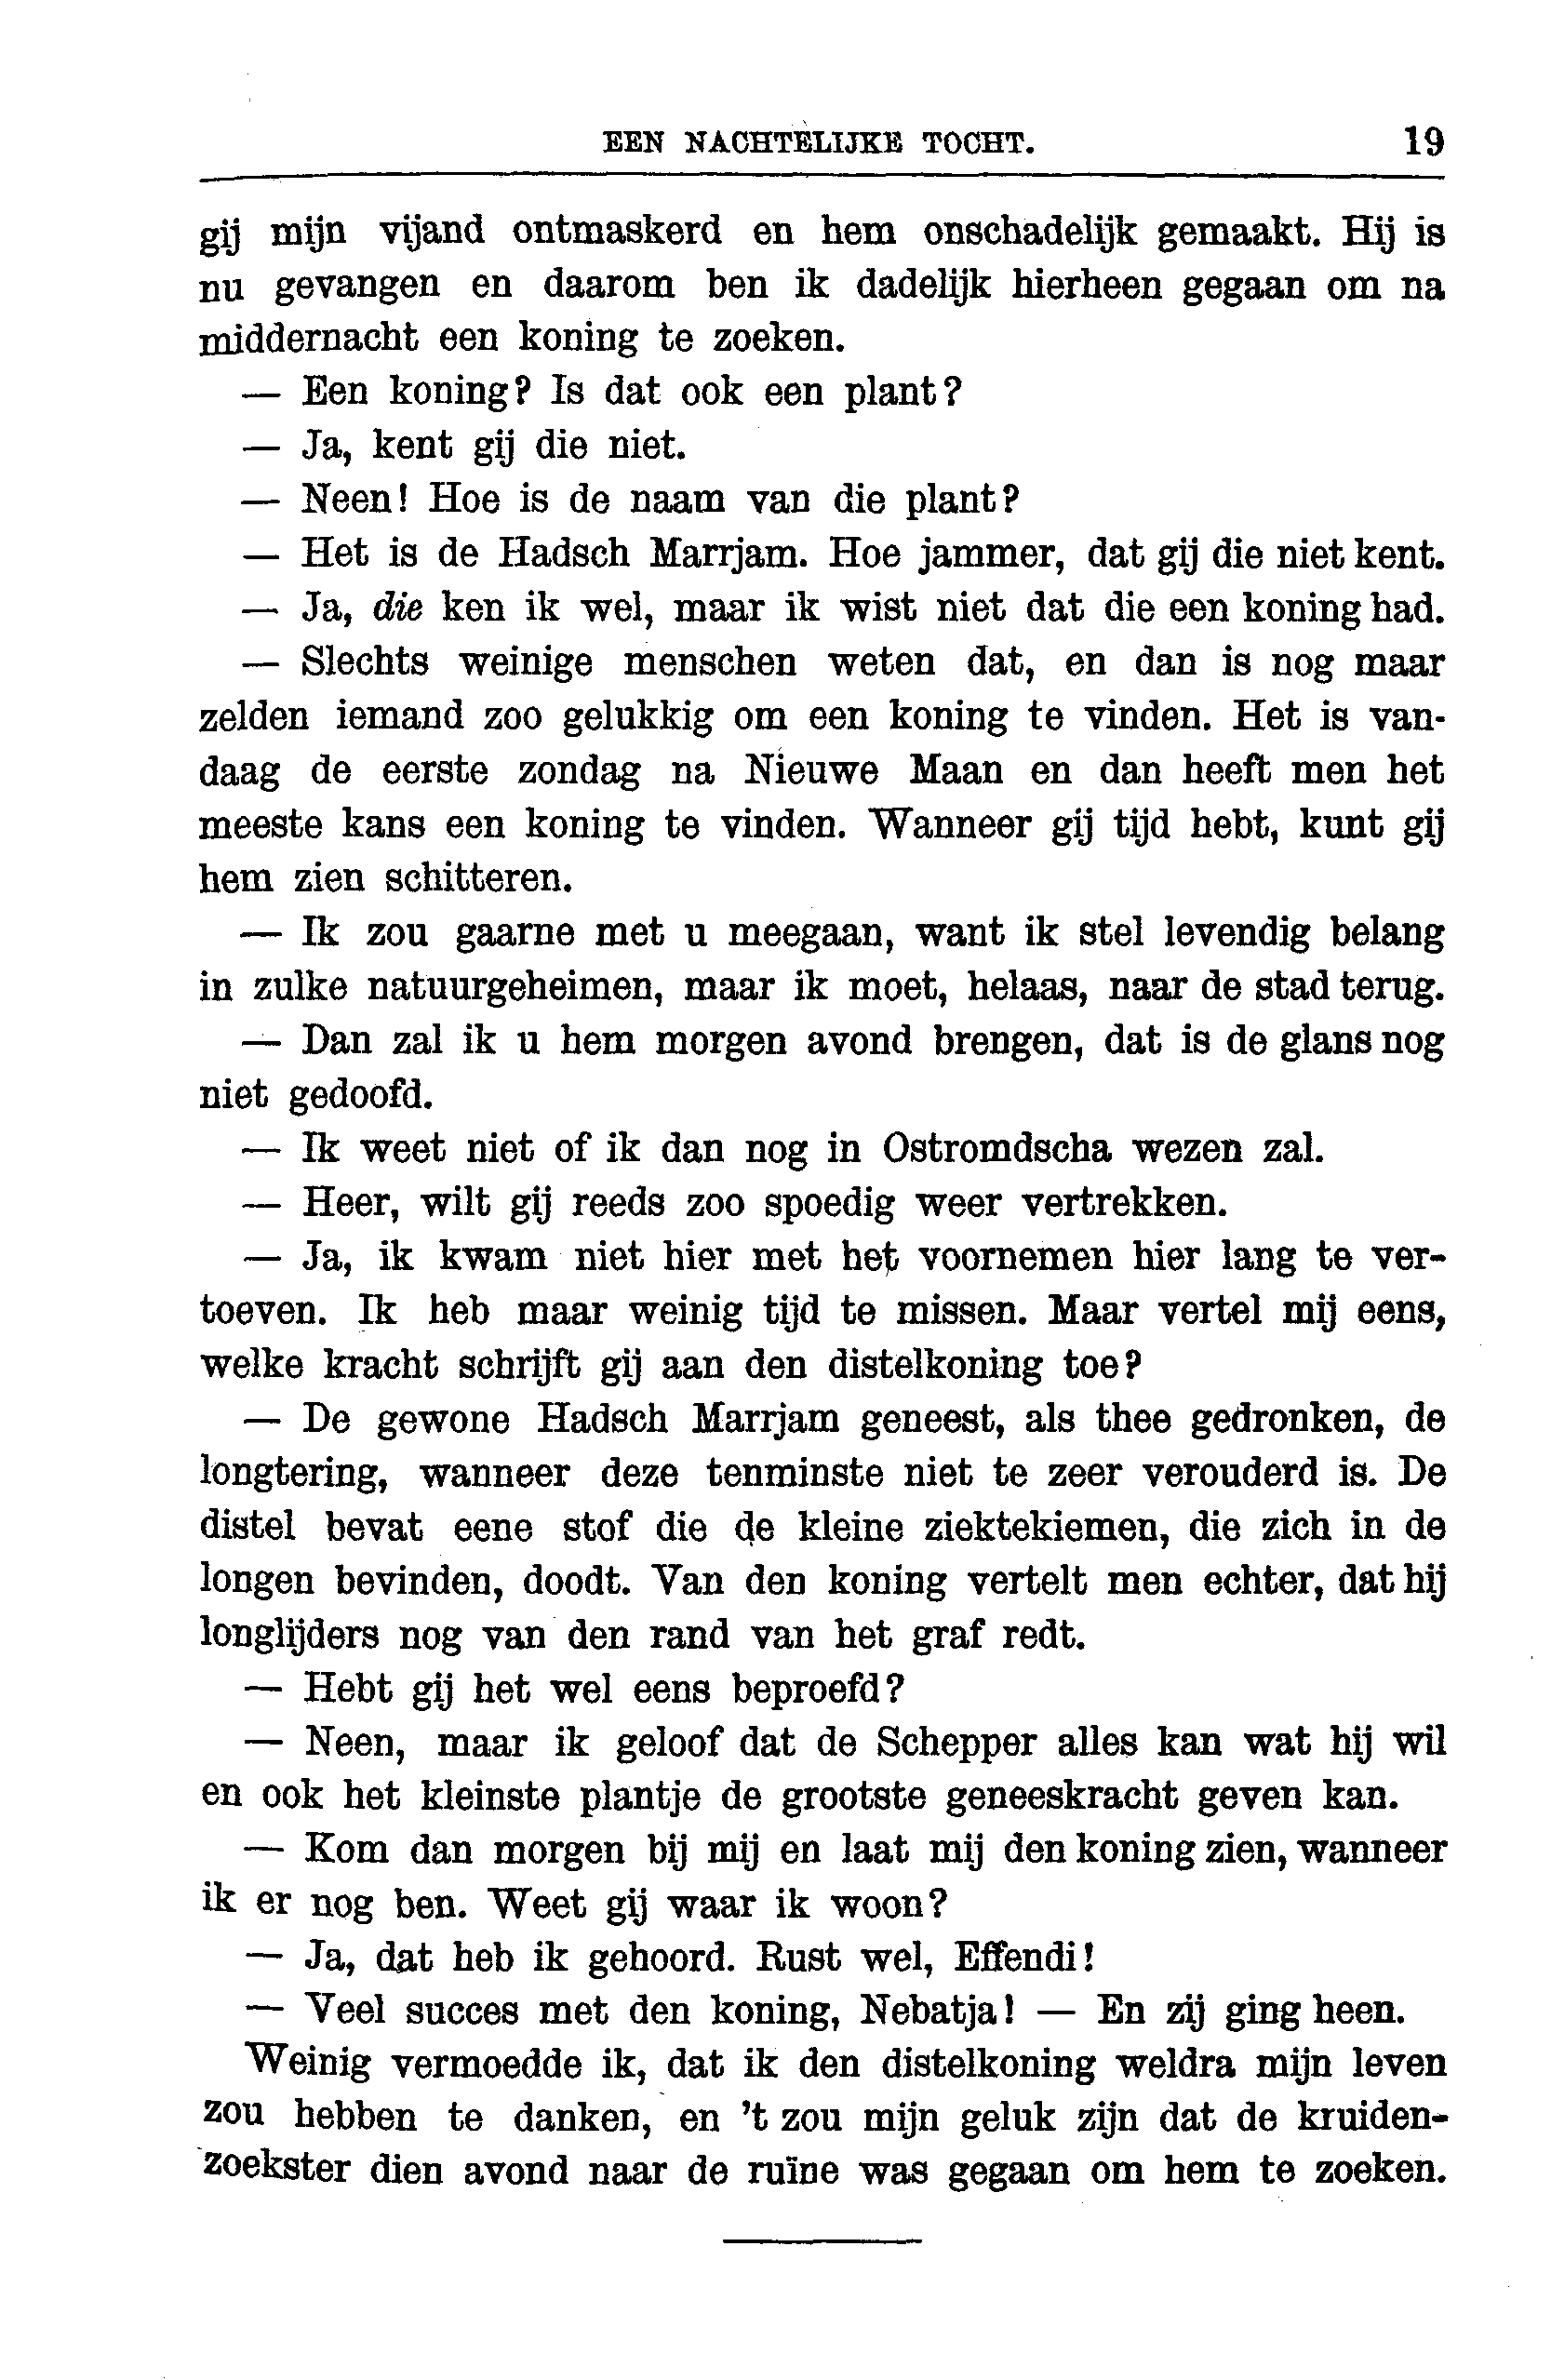 EEN NACHTELIJKE TOCHT. 19
gij mijn vijand ontmaskerd en hem onschadelijk gemaakt. Hij is
nu gevangen en daarom ben ik dadelijk hierheen gegaan om na
middernacht een koning te zoeken.
— Een koning? Is dat ook een plant?
— Ja, kent gij die niet.
— Neen! Hoe is de naam van die plant?
— Het is de Hadsch Marrjam. Hoe jammer, dat gij die niet kent.
— Ja, die ken ik wel, maar ik wist niet dat die een koning had.
— Slechts weinige menschen weten dat, en dan is nog maar
zelden iemand zoo gelukkig om een koning te vinden. Het is van-
daag de eerste zondag na Nieuwe Maan en dan heeft men het
meeste kans een koning te vinden. Wanneer gij tijd hebt, kunt gij
hem zien schitteren.
— Ik zou gaarne met u meegaan, want ik stel levendig belang
in zulke natuurgeheimen, maar ik moet, helaas, naar de stad terug.
— Dan zal ik u hem morgen avond brengen, dat is de glans nog
niet gedoofd.
— Ik weet niet of ik dan nog in Ostromdscha wezen zal.
— Heer, wilt gij reeds zoo spoedig weer vertrekken.
— Ja, ik kwam niet hier met het voornemen hier lang te ver-
toeven. Ik heb maar weinig tijd te missen. Maar vertel mij eens,
welke kracht schrijft gij aan den distelkoning toe?
— De gewone Hadsch Marrjam geneest, als thee gedronken, de
longtering, wanneer deze tenminste niet te zeer verouderd is. De
distel bevat eene stof die de kleine ziektekiemen, die zich in de
longen bevinden, doodt. Van den koning vertelt men echter, dat hij
longlijders nog van den rand van het graf redt.
— Hebt gij het wel eens beproefd?
— Neen, maar ik geloof dat de Schepper alles kan wat hij wil
en ook het kleinste plantje de grootste geneeskracht geven kan.
— Kom dan morgen bij mij en laat mij den koning zien, wanneer
ik er nog ben. Weet gij waar ik woon?
— Ja, dat heb ik gehoord. Rust wel, Effendi!
— Veel succes met den koning, Nebatja! — En zij ging heen.
Weinig vermoedde ik, dat ik den distelkoning weldra mijn leven
zou hebben te danken, en 't zou mijn geluk zijn dat de kruiden-
zoekster dien avond naar de ruïne was gegaan om hem te zoeken.